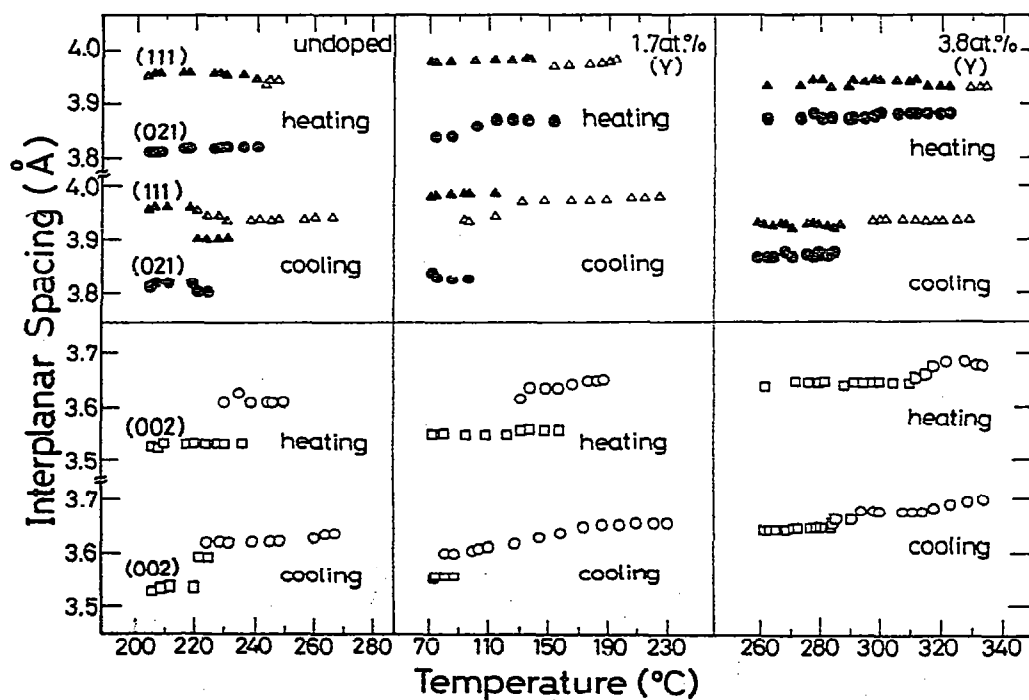 Interplanar Spacing (Å)
4.0
3.9
3.8
4.0
3.9
3.8
3.7
3.6
3.5
3.7
3.6
3.5
undoped
(111)
heating
(021)
(111)
cooling
(021)
(002)
heating
(002)
cooling
1.7at.%
(Y)
heating
cooling
heating
cooling
3.8at.%
(Y)
heating
cooling
heating
cooling
200 220 240 260 280
70 110 150 190 230
260 280 300 320 340
Temperature (°C)